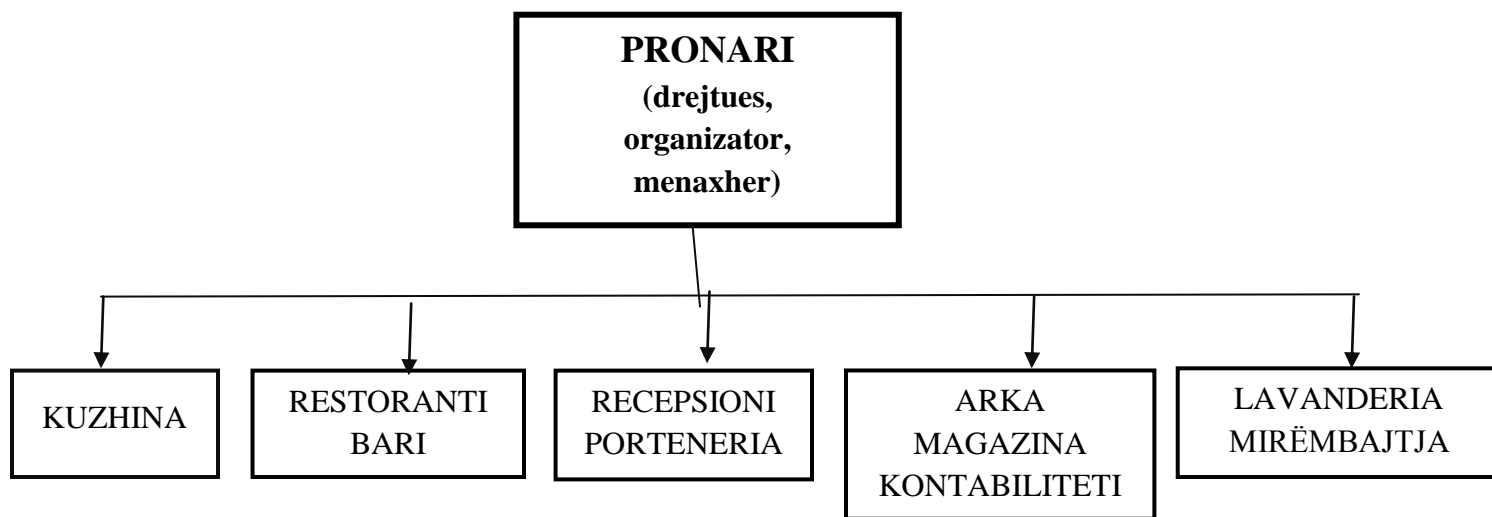 PRONARI
(drejtues,
organizator,
menaxher)
KUZHINA
RESTORANTI
BARI
RECEPSIONI
PORTENERIA
ARKA
MAGAZINA
KONTABILITETI
LAVANDERIA
MIRËMBAJTJA